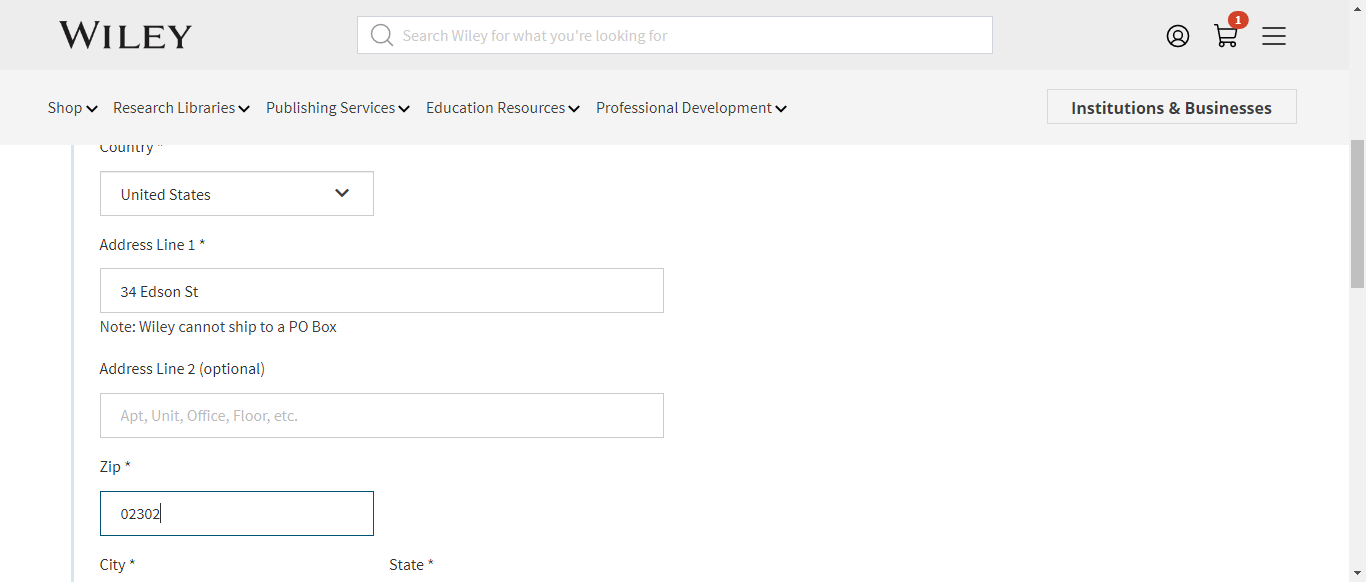 WILEY
Search Wiley for what you're looking for
1
Shop
Research Libraries
Publishing Services
Education Resources
Professional Development
Institutions & Businesses
Country *
United States
Address Line 1 *
34 Edson St
Note: Wiley cannot ship to a PO Box
Address Line 2 (optional)
Apt, Unit, Office, Floor, etc.
Zip *
02302
City *
State *